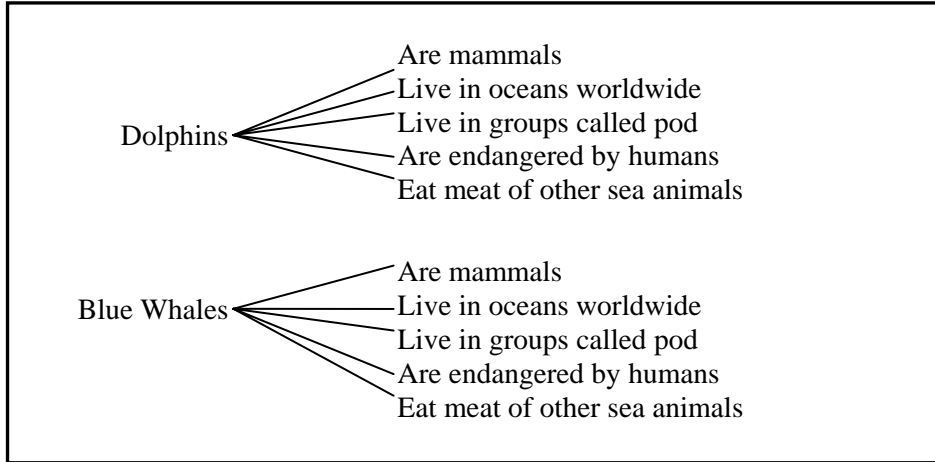 Are mammals
Live in oceans worldwide
Live in groups called pod
Dolphins
Are endangered by humans
Eat meat of other sea animals
Are mammals
Live in oceans worldwide
Blue Whales
Live in groups called pod
Are endangered by humans
Eat meat of other sea animals